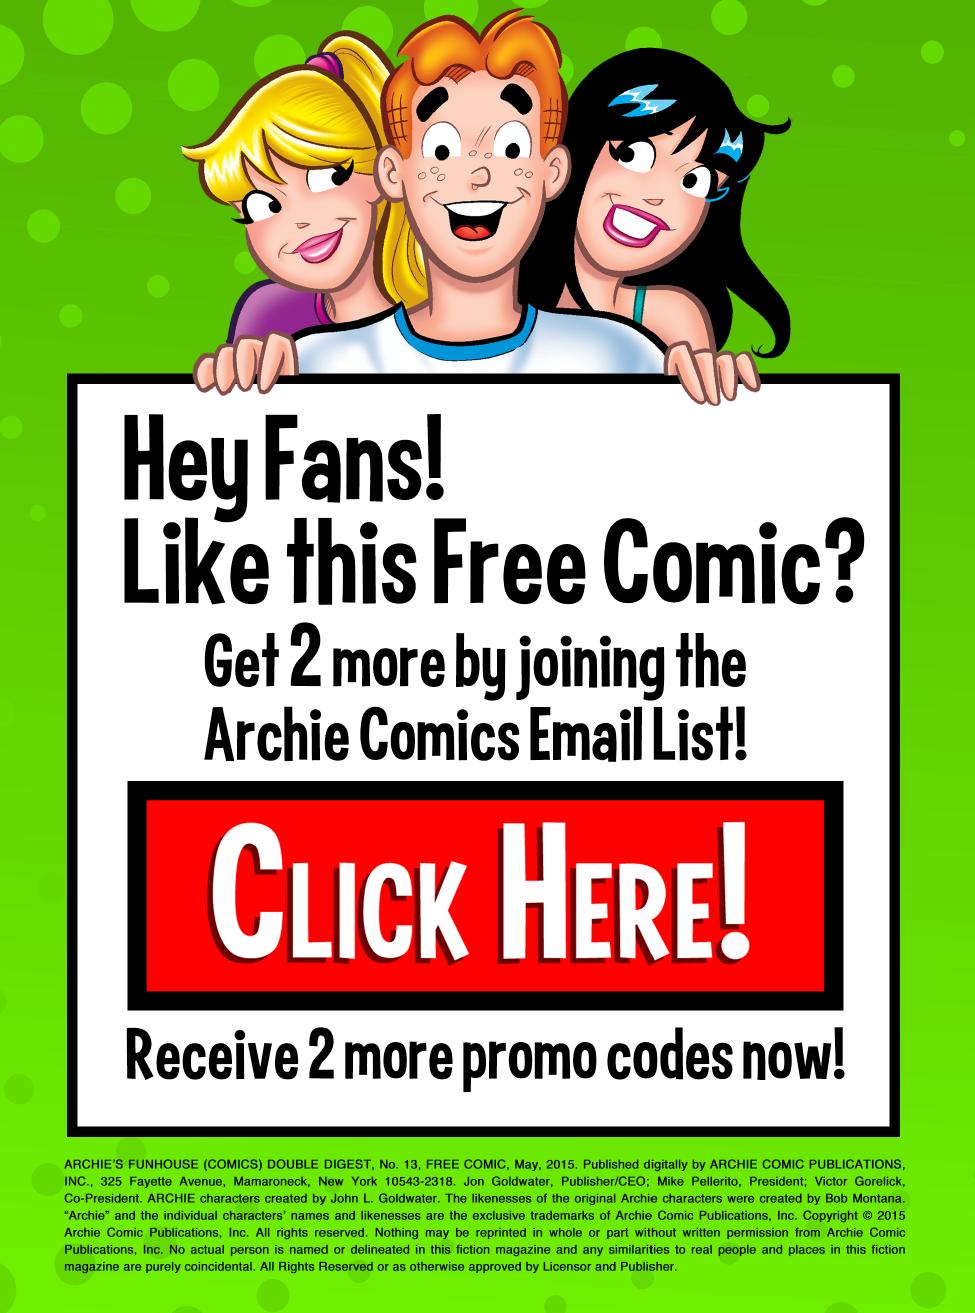 Hey Fans!
Like this Free Comic?
Get 2 more by joining the
Archie Comics Email List!
CLICK HERE!
Receive 2 more promo codes now!
ARCHIE'S FUNHOUSE (COMICS) DOUBLE DIGEST, No. 13, FREE COMIC, May, 2015. Published digitally by ARCHIE COMIC PUBLICATIONS,
INC., 325 Fayette Avenue, Mamaroneck, New York 10543-2318. Jon Goldwater, Publisher/CEO; Mike Pellerito, President; Victor Gorelick,
Co-President. ARCHIE characters created by John L. Goldwater. The likenesses of the original Archie characters were created by Bob Montana.
“Archie” and the individual characters’ names and likenesses are the exclusive trademarks of Archie Comic Publications, Inc. Copyright © 2015
Archie Comic Publications, Inc. All rights reserved. Nothing may be reprinted in whole or part without written permission from Archie Comic
Publications, Inc. No actual person is named or delineated in this fiction magazine and any similarities to real people and places in this fiction
magazine are purely coincidental. All Rights Reserved or as otherwise approved by Licensor and Publisher.